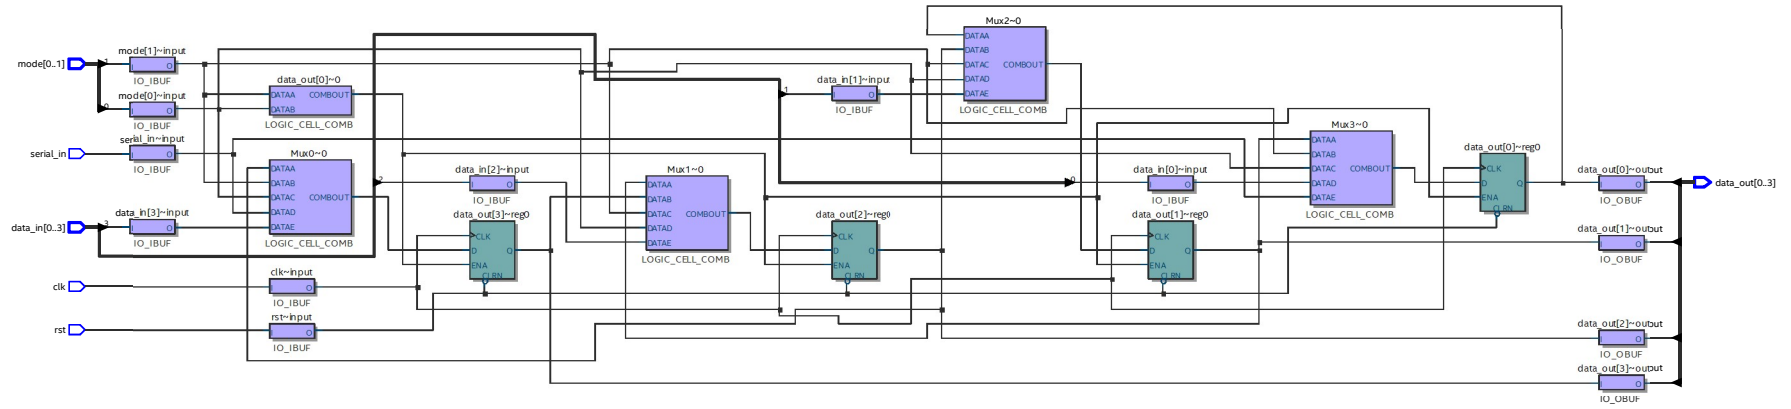 mode[0..1]
1
mode[1]~input
I O
IO_IBUF
0
mode[0]~input
I O
IO_IBUF
serial_in
serial_in~input
I O
IO_IBUF
data_in[0..3]
3
data_in[3]~input
I O
IO_IBUF
clk
clk~input
I O
IO_IBUF
rst
rst~input
I O
IO_IBUF
data_out[0]~0
DATAA COMBOUT
DATAB
LOGIC_CELL_COMB
Mux0~0
DATAA
DATAB
DATAC COMBOUT
DATAD
DATAE
LOGIC_CELL_COMB
2
data_in[2]~input
I O
IO_IBUF
data_out[3]~reg0
CLK
D Q
ENA
CLRN
Mux1~0
DATAA
DATAB
DATAC COMBOUT
DATAD
DATAE
LOGIC_CELL_COMB
1
data_in[1]~input
I O
IO_IBUF
data_out[2]~reg0
CLK
D Q
ENA
CLRN
Mux2~0
DATAA
DATAB
DATAC COMBOUT
DATAD
DATAE
LOGIC_CELL_COMB
0
data_in[0]~input
I O
IO_IBUF
data_out[1]~reg0
CLK
D Q
ENA
CLRN
Mux3~0
DATAA
DATAB
DATAC COMBOUT
DATAD
DATAE
LOGIC_CELL_COMB
data_out[0]~reg0
CLK
D Q
ENA
CLRN
data_out[0]~output
I O
IO_OBUF
data_out[1]~output
I O
IO_OBUF
data_out[2]~output
I O
IO_OBUF
data_out[3]~output
I O
IO_OBUF
data_out[0..3]